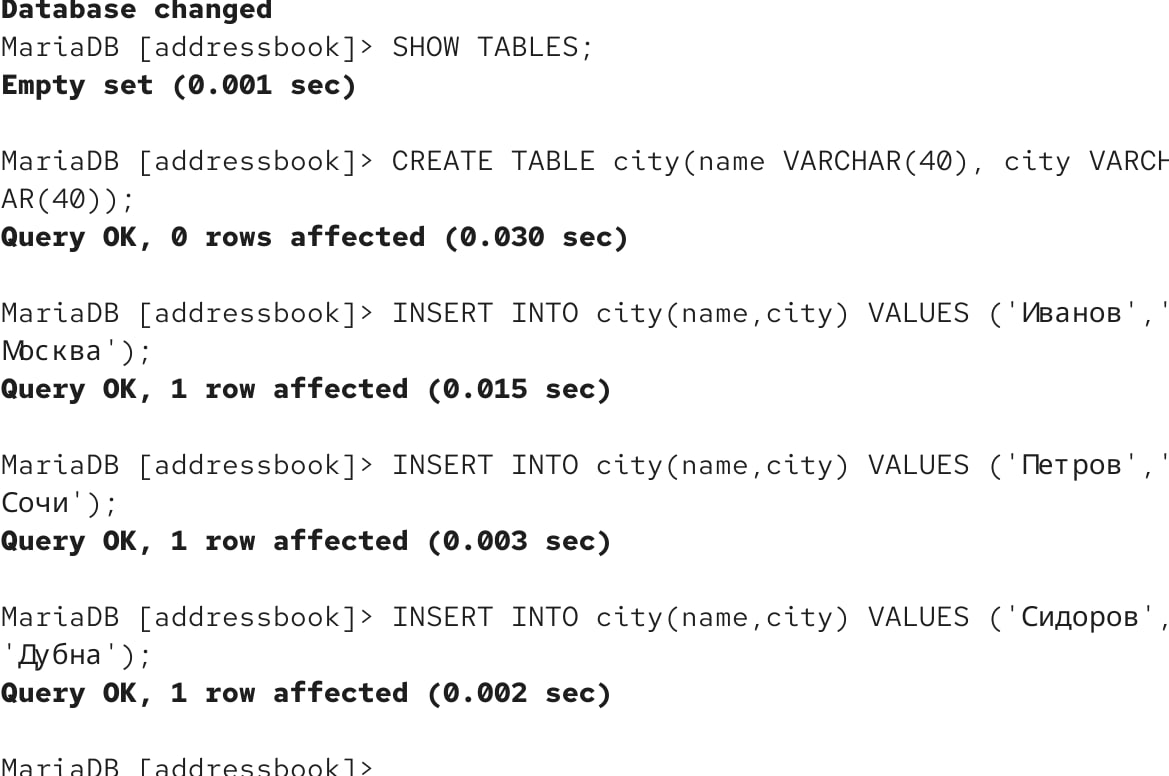 Database changed
MariaDB [addressbook]> SHOW TABLES;
Empty set (0.001 sec)
MariaDB [addressbook]> CREATE TABLE city(name VARCHAR(40), city VARCH
AR(40));
Query OK, 0 rows affected (0.030 sec)
MariaDB [addressbook]> INSERT INTO city(name,city) VALUES ('Иванов','
Москва');
Query OK, 1 row affected (0.015 sec)
MariaDB [addressbook]> INSERT INTO city(name,city) VALUES ('Петров','
Сочи');
Query OK, 1 row affected (0.003 sec)
MariaDB [addressbook]> INSERT INTO city(name,city) VALUES ('Сидоров',
'Дубна');
Query OK, 1 row affected (0.002 sec)
MariaDB [addressbook]>